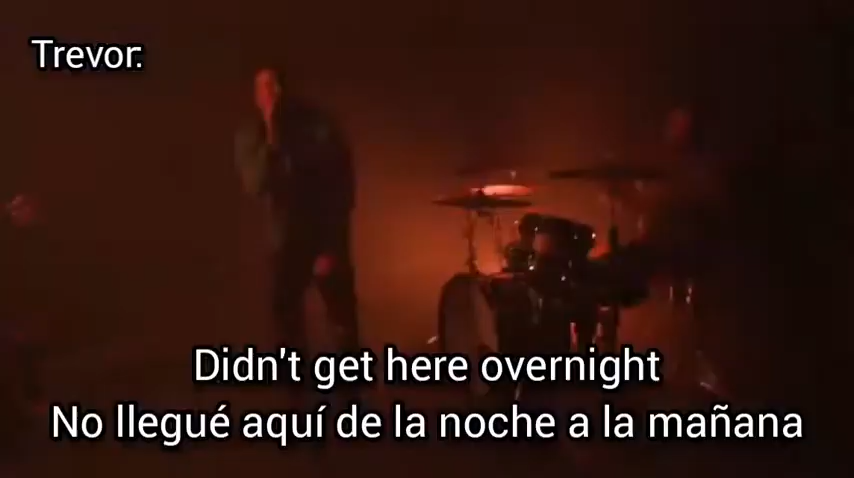 Trevor:
Didn't get here overnight
No llegué aquí de la noche a la mañana